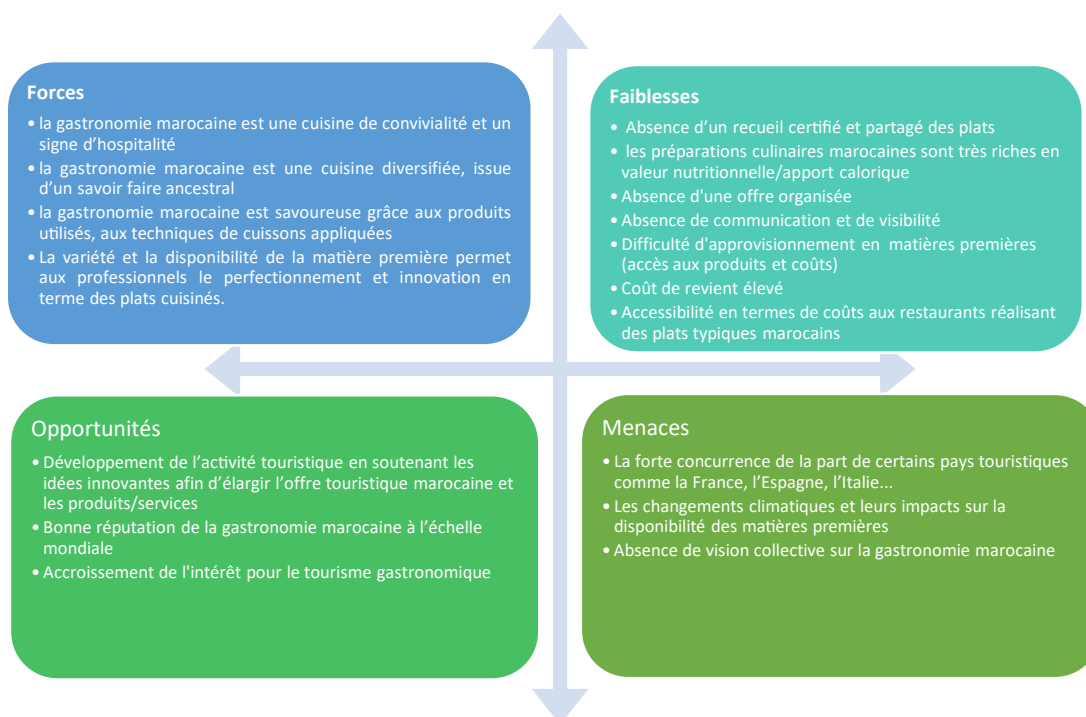 Forces
• la gastronomie marocaine est une cuisine de convivialité et un
signe d’hospitalité
• la gastronomie marocaine est une cuisine diversifiée, issue
d’un savoir faire ancestral
• la gastronomie marocaine est savoureuse grâce aux produits
utilisés, aux techniques de cuissons appliquées
• La variété et la disponibilité de la matière première permet
aux professionnels le perfectionnement et innovation en
terme des plats cuisinés.
Faiblesses
• Absence d’un recueil certifié et partagé des plats
• les préparations culinaires marocaines sont très riches en
valeur nutritionnelle/apport calorique
• Absence d'une offre organisée
• Absence de communication et de visibilité
• Difficulté d'approvisionnement en matières premières
(accès aux produits et coûts)
• Coût de revient élevé
• Accessibilité en termes de coûts aux restaurants réalisant
des plats typiques marocains
Opportunités
• Développement de l’activité touristique en soutenant les
idées innovantes afin d’élargir l’offre touristique marocaine et
les produits/services
• Bonne réputation de la gastronomie marocaine à l’échelle
mondiale
• Accroissement de l'intérêt pour le tourisme gastronomique
Menaces
• La forte concurrence de la part de certains pays touristiques
comme la France, l’Espagne, l’Italie...
• Les changements climatiques et leurs impacts sur la
disponibilité des matières premières
• Absence de vision collective sur la gastronomie marocaine